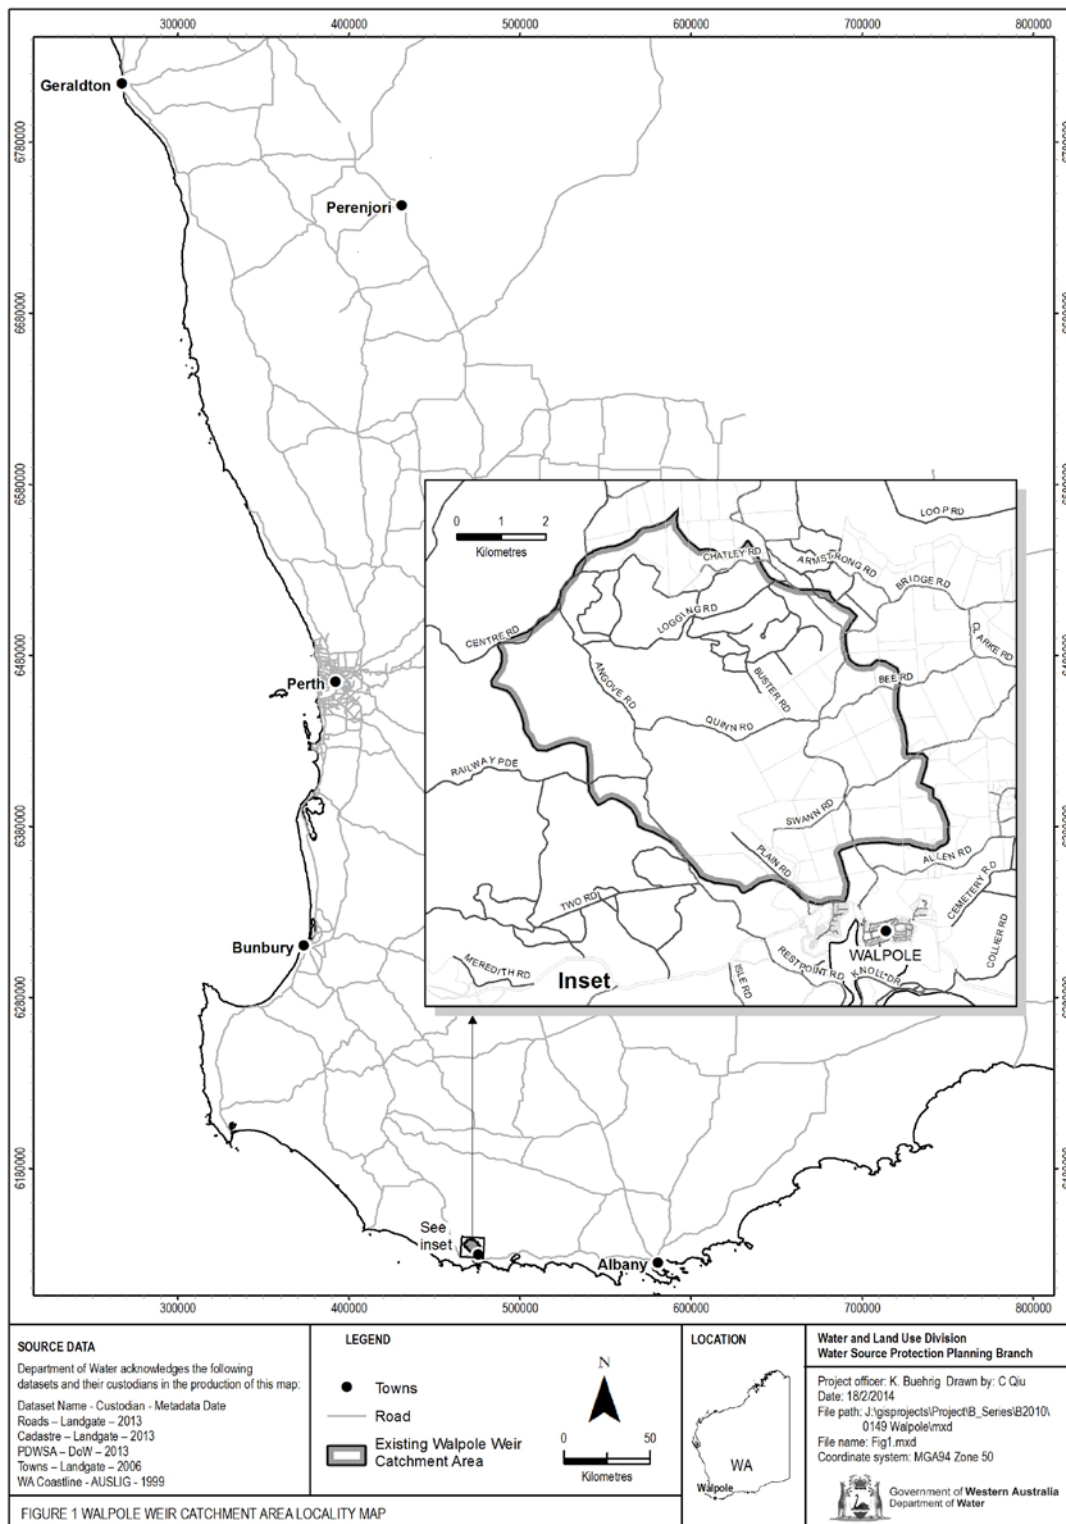 300000 400000 500000 600000 700000 800000
Geraldton
6780000
Perenjori
6680000
6580000
0 1 2
Kilometres
LOOP RD
CHATLEY RD
ARMSTRONG RD
BRIDGE RD
LOGGING RD
CENTRE RD
CLARKE RD
6480000
Perth
ANGOVE RD
BUSTER RD
BEE RD
QUINN RD
RAILWAY PDE
SWANN RD
6380000
PLAIN RD
ALLEN RD
CEMETERY RD
TWO RD
COLLIER RD
Bunbury
WALPOLE
MEREDITH RD
Inset
ISLE RD
RESTPOINT RD
KNOLL DR
6280000
6180000
See
inset
Albany
300000 400000 500000 600000 700000 800000
SOURCE DATA
Department of Water acknowledges the following
datasets and their custodians in the production of this map:
Dataset Name - Custodian - Metadata Date
Roads – Landgate – 2013
Cadastre – Landgate – 2013
PDWSA – DoW – 2013
Towns – Landgate – 2006
WA Coastline - AUSLIG - 1999
LEGEND
Towns
Road
Existing Walpole Weir
Catchment Area
N
0 50
Kilometres
LOCATION
WA
Walpole
Water and Land Use Division
Water Source Protection Planning Branch
Project officer: K. Buehrig Drawn by: C Qiu
Date: 18/2/2014
File path: J:\gisprojects\Project\B_Series\B2010\
0149 Walpole\mxd
File name: Fig1.mxd
Coordinate system: MGA94 Zone 50
Government of Western Australia
Department of Water
FIGURE 1 WALPOLE WEIR CATCHMENT AREA LOCALITY MAP